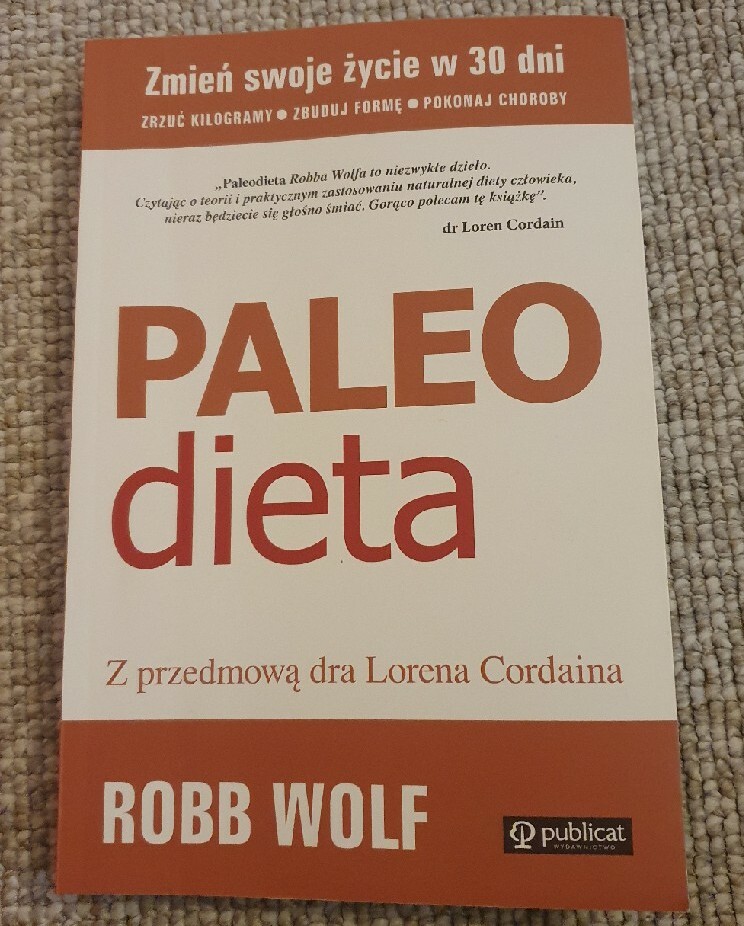 Zmień swoje życie w 30 dni
ZRZUĆ KILOGRAMY ● ZBUDUJ FORMĘ ● POKONAJ CHOROBY
„Paleodieta Robba Wolfa to niezwykłe dzieło.
Czytając o teorii i praktycznym zastosowaniu naturalnej diety człowieka,
nieraz będziecie się głośno śmiać. Gorąco polecam tę książkę”.
dr Loren Cordain
PALEO
dieta
Z przedmową dra Lorena Cordaina
ROBB WOLF
publicat
WYDAWNICTWO